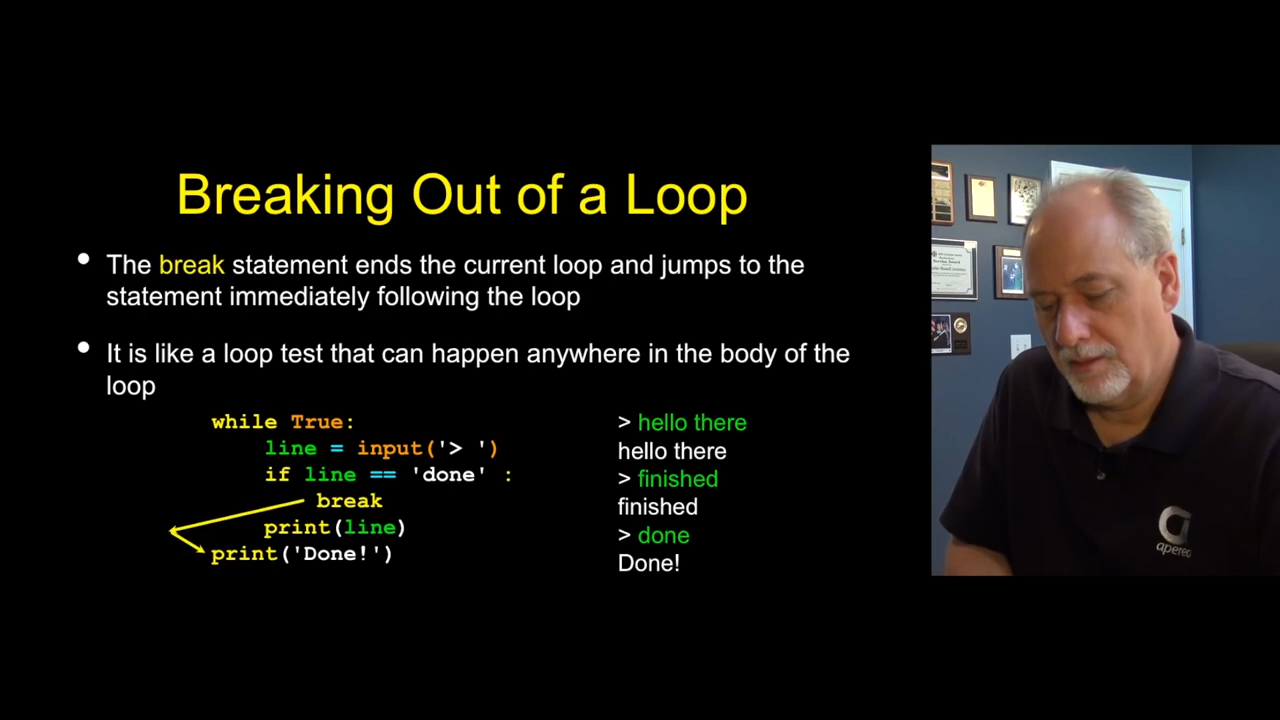 Breaking Out of a Loop
• The break statement ends the current loop and jumps to the
statement immediately following the loop
• It is like a loop test that can happen anywhere in the body of the
loop
while True:
    line = input('> ')
    if line == 'done' :
        break
    print(line)
print('Done!')
> hello there
hello there
> finished
finished
> done
Done!
apereo